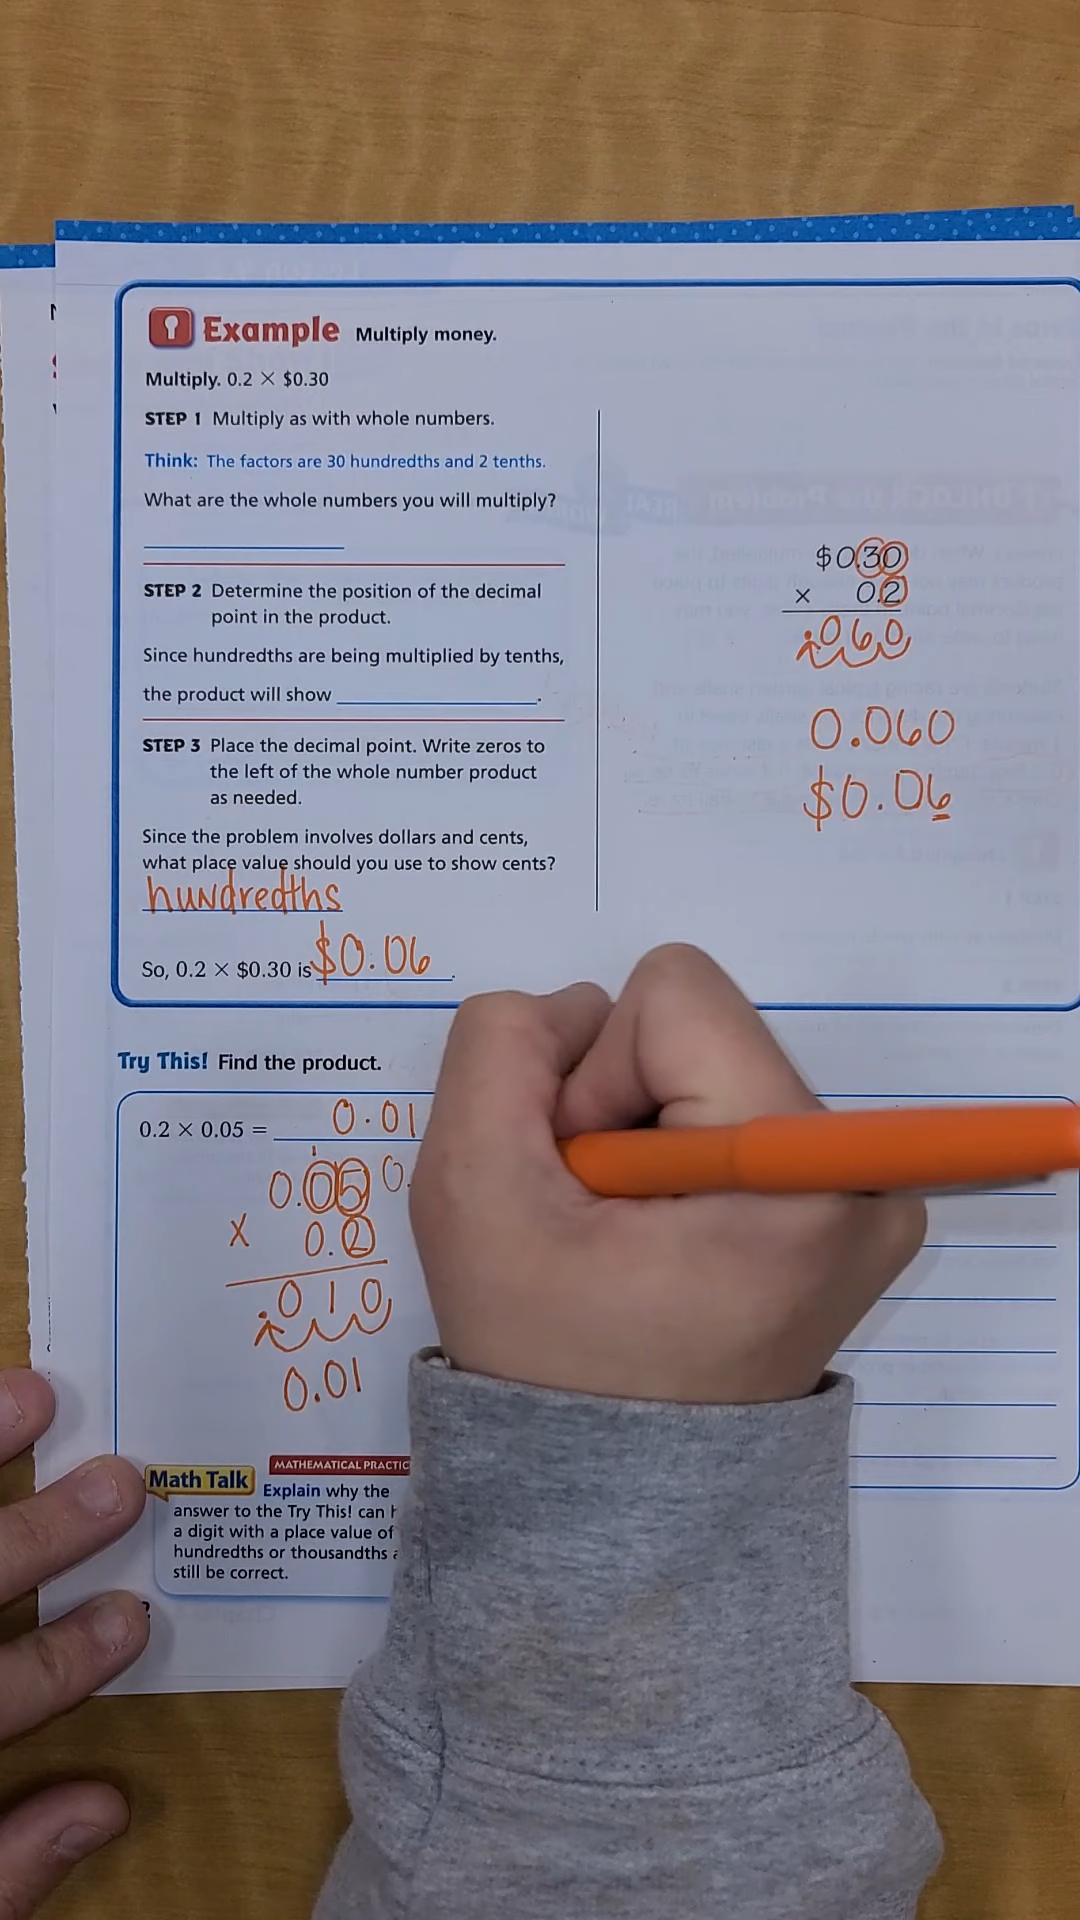 Example Multiply money.
Multiply. 0.2 × $0.30
STEP 1 Multiply as with whole numbers.
Think: The factors are 30 hundredths and 2 tenths.
What are the whole numbers you will multiply?
STEP 2 Determine the position of the decimal
point in the product.
Since hundredths are being multiplied by tenths,
the product will show ____.
STEP 3 Place the decimal point. Write zeros to
the left of the whole number product
as needed.
Since the problem involves dollars and cents,
what place value should you use to show cents?
hundredths
So, 0.2 × $0.30 is $0.06.
$0.30
× 0.2
.060
0.060
$0.06
Try This! Find the product.
0.2 × 0.05 = 0.01
1
0.05 0.
× 0.2
.010
0.01
Math Talk
MATHEMATICAL PRACTIC
Explain why the
answer to the Try This! can
a digit with a place value of
hundredths or thousandths
still be correct.